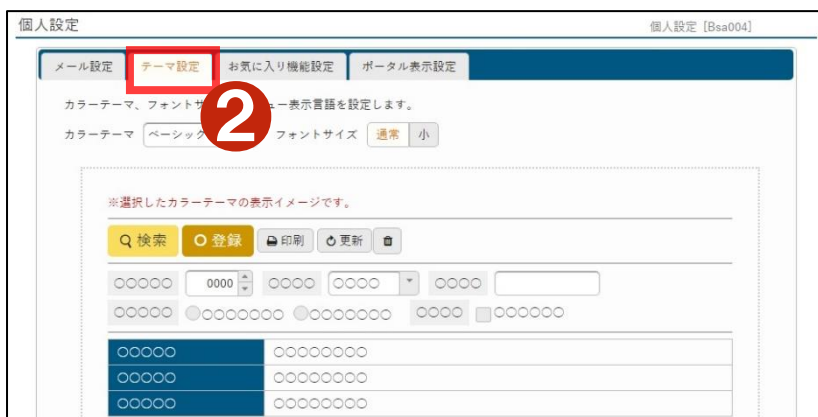 個人設定 個人設定 [Bsa004]
メール設定 テーマ設定 お気に入り機能設定 ポータル表示設定
カラーテーマ、フォントサ ュー表示言語を設定します。
カラーテーマ ベーシック フォントサイズ 通常 小
2
※選択したカラーテーマの表示イメージです。
検索 登録 印刷 更新
○○○○○ 0000 ○○○○ ○○○○ ○○○○
○○○○○ ○○○○○○○ ○○○○○○○ ○○○○ ○○○○○○
○○○○○ ○○○○○○○○
○○○○○ ○○○○○○○○
○○○○○ ○○○○○○○○